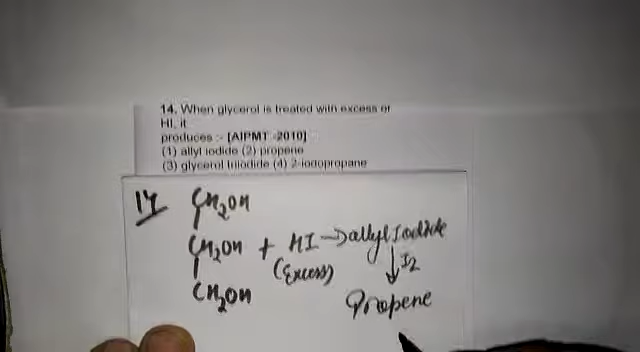 14. When glycerol is treated with excess of
HI, it
produces :- [AIPMT -2010]
(1) allyl iodide (2) propene
(3) glycerol triiodide (4) 2-iodopropane
14 CH2OH
CH2OH + HI → allyl Iodide
(Excess) ↓ I2
CH2OH Propene